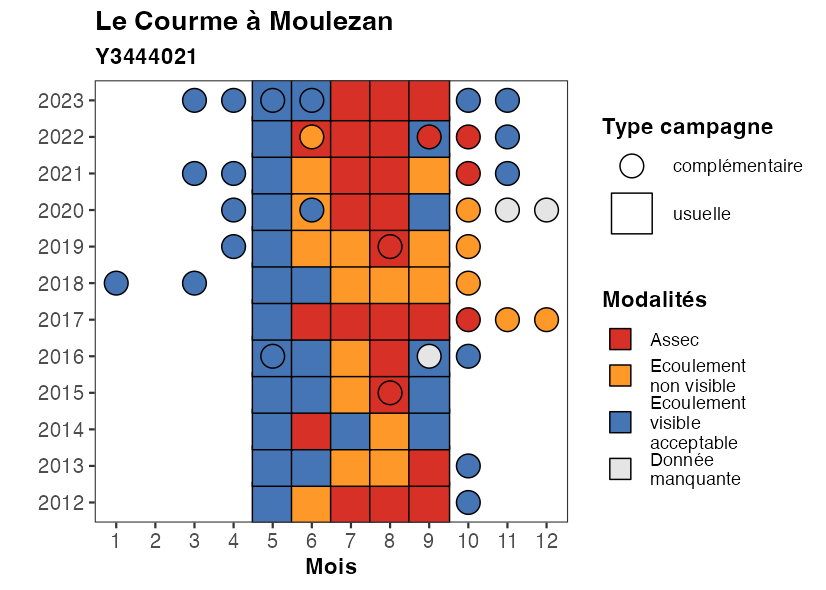 Le Courme à Moulezan
Y3444021
2023
2022
2021
2020
2019
2018
2017
2016
2015
2014
2013
2012
1 2 3 4 5 6 7 8 9 10 11 12
Mois
Type campagne
complémentaire
usuelle
Modalités
Assec
Ecoulement
non visible
Ecoulement
visible
acceptable
Donnée
manquante